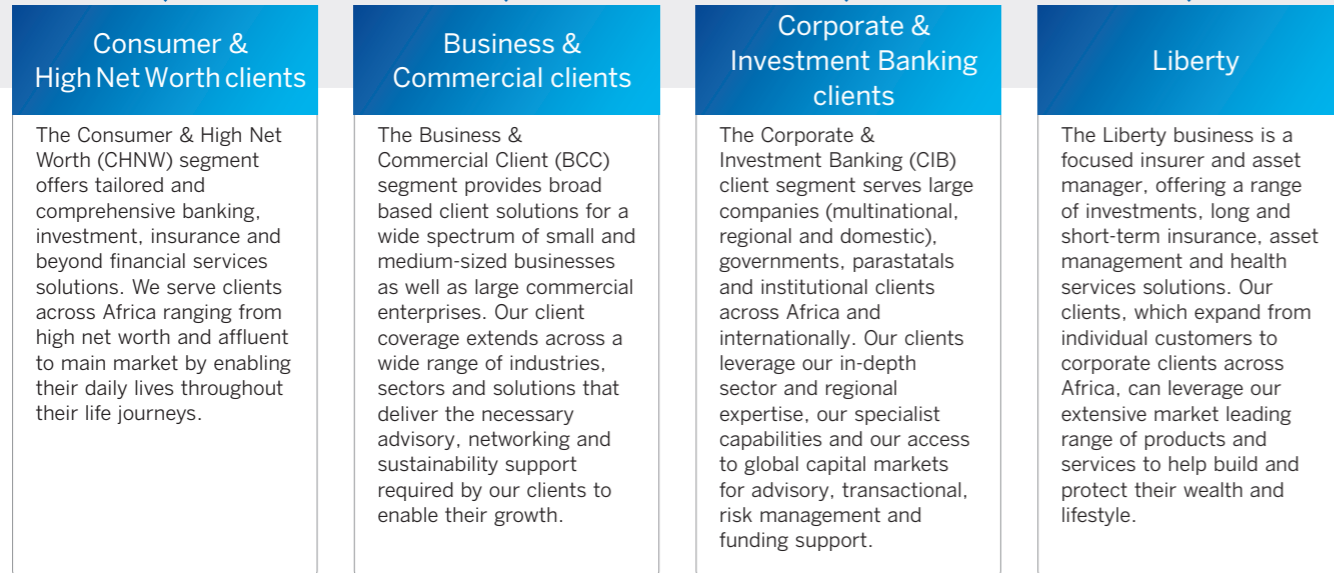 Consumer &
High Net Worth clients
The Consumer & High Net
Worth (CHNW) segment
offers tailored and
comprehensive banking,
investment, insurance and
beyond financial services
solutions. We serve clients
across Africa ranging from
high net worth and affluent
to main market by enabling
their daily lives throughout
their life journeys.
Business &
Commercial clients
The Business &
Commercial Client (BCC)
segment provides broad
based client solutions for a
wide spectrum of small and
medium-sized businesses
as well as large commercial
enterprises. Our client
coverage extends across a
wide range of industries,
sectors and solutions that
deliver the necessary
advisory, networking and
sustainability support
required by our clients to
enable their growth.
Corporate &
Investment Banking
clients
The Corporate &
Investment Banking (CIB)
client segment serves large
companies (multinational,
regional and domestic),
governments, parastatals
and institutional clients
across Africa and
internationally. Our clients
leverage our in-depth
sector and regional
expertise, our specialist
capabilities and our access
to global capital markets
for advisory, transactional,
risk management and
funding support.
Liberty
The Liberty business is a
focused insurer and asset
manager, offering a range
of investments, long and
short-term insurance, asset
management and health
services solutions. Our
clients, which expand from
individual customers to
corporate clients across
Africa, can leverage our
extensive market leading
range of products and
services to help build and
protect their wealth and
lifestyle.